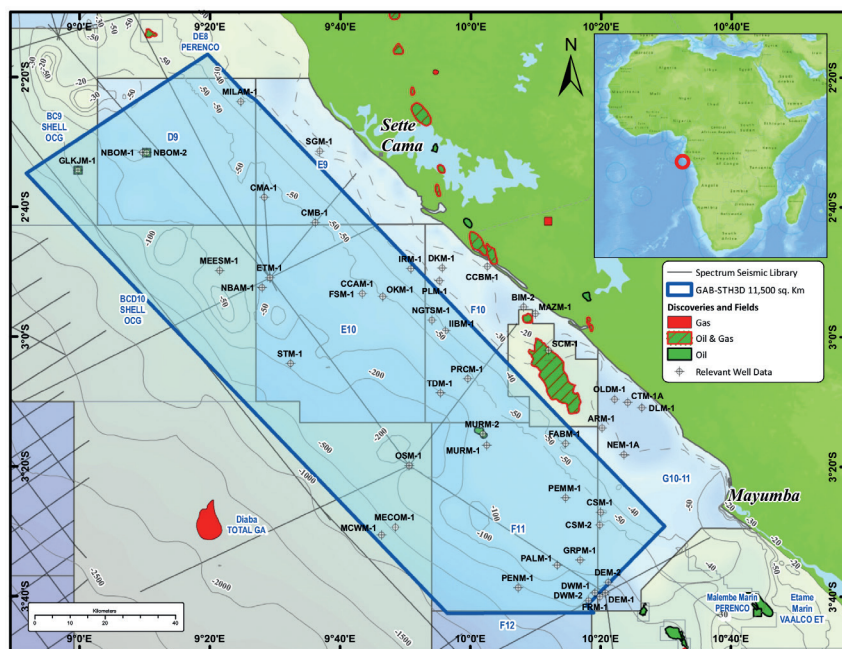 9°0'E 9°20'E 9°40'E 10°0'E 10°20'E 10°40'E
DE8
PERENCO
2°20'S
2°40'S
3°0'S
3°20'S
3°40'S
MILAM-1
BC9
SHELL
OCG
D9
NBOM-1
NBOM-2
GLKJM-1
SGM-1
E9
Sette
Cama
CMA-1
CMB-1
MEESM-1
ETM-1
NBAM-1
BCD10
SHELL
OCG
IRM-1
DKM-1
CCBM-1
CCAM-1
FSM-1
OKM-1
PLM-1
F10
NGTSM-1
IIBM-1
BIM-2
MAZM-1
E10
STM-1
SCM-1
PRCM-1
TDM-1
OLDM-1
CTM-1A
DLM-1
ARM-1
MURM-2
MURM-1
FABM-1
NEM-1A
OSM-1
G10-11
Mayumba
PEMM-1
CSM-1
CSM-2
MECOM-1
MCWM-1
F11
Diaba
TOTAL GA
GRPM-1
PALM-1
DEM-2
PENM-1
DWM-1
DWM-2
DEM-1
FRM-1
F12
Malembe Marin
PERENCO
Etame
Marin
VAALCO ET
-20
-30
-40
-50
-100
-200
-500
-1000
-1500
-2000
-2500
N
Spectrum Seismic Library
GAB-STH3D 11,500 sq. Km
Discoveries and Fields
Gas
Oil & Gas
Oil
Relevant Well Data
Kilometers
0 10 20 40